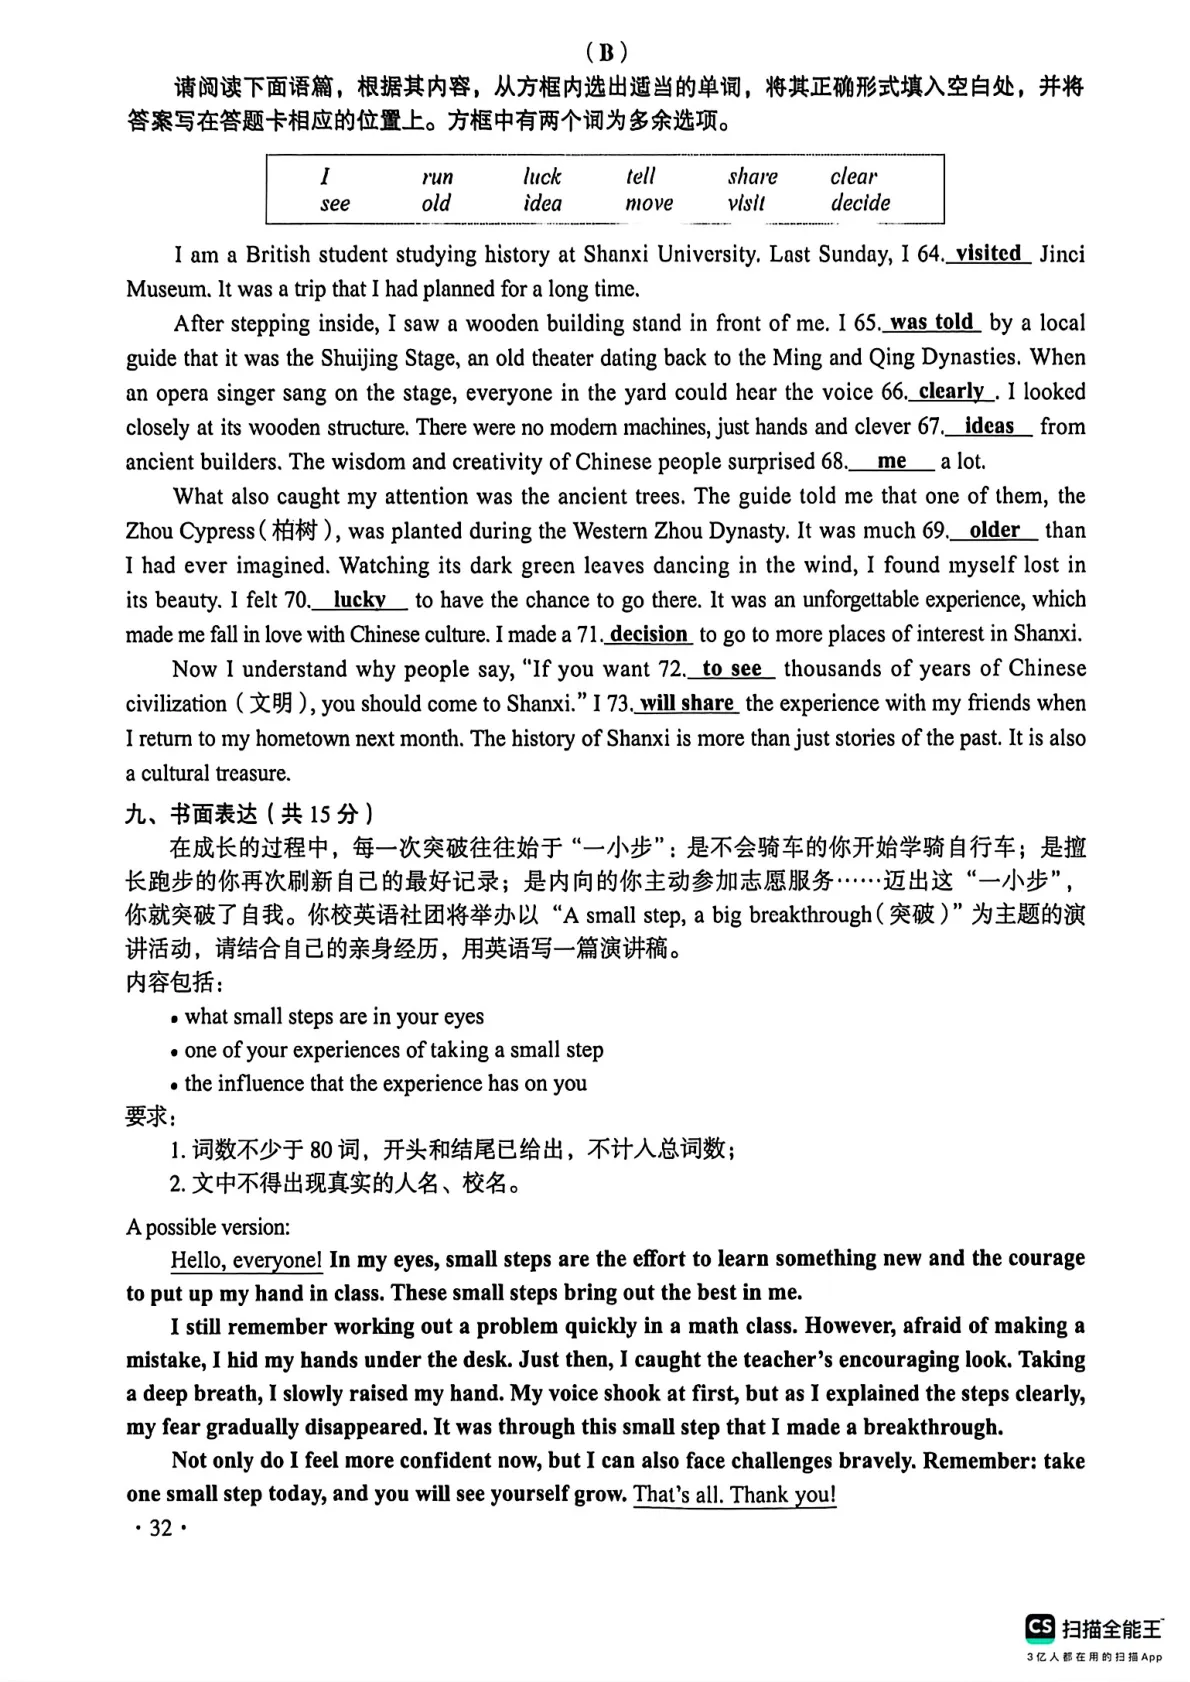 (B)
请阅读下面语篇，根据其内容，从方框内选出适当的单词，将其正确形式填入空白处，并将
答案写在答题卡相应的位置上。方框中有两个词为多余选项。
I run luck tell share clear
see old idea move visit decide
I am a British student studying history at Shanxi University. Last Sunday, I 64. visited Jinci
Museum. It was a trip that I had planned for a long time.
After stepping inside, I saw a wooden building stand in front of me. I 65. was told by a local
guide that it was the Shuijing Stage, an old theater dating back to the Ming and Qing Dynasties. When
an opera singer sang on the stage, everyone in the yard could hear the voice 66. clearly. I looked
closely at its wooden structure. There were no modern machines, just hands and clever 67. ideas from
ancient builders. The wisdom and creativity of Chinese people surprised 68. me a lot.
What also caught my attention was the ancient trees. The guide told me that one of them, the
Zhou Cypress(柏树), was planted during the Western Zhou Dynasty. It was much 69. older than
I had ever imagined. Watching its dark green leaves dancing in the wind, I found myself lost in
its beauty. I felt 70. lucky to have the chance to go there. It was an unforgettable experience, which
made me fall in love with Chinese culture. I made a 71. decision to go to more places of interest in Shanxi.
Now I understand why people say, "If you want 72. to see thousands of years of Chinese
civilization (文明), you should come to Shanxi." I 73. will share the experience with my friends when
I return to my hometown next month. The history of Shanxi is more than just stories of the past. It is also
a cultural treasure.
九、书面表达(共 15 分)
在成长的过程中，每一次突破往往始于“一小步”：是不会骑车的你开始学骑自行车；是擅
长跑步的你再次刷新自己的最好记录；是内向的你主动参加志愿服务……迈出这“一小步”，
你就突破了自我。你校英语社团将举办以“A small step, a big breakthrough(突破)”为主题的演
讲活动，请结合自己的亲身经历，用英语写一篇演讲稿。
内容包括：
• what small steps are in your eyes
• one of your experiences of taking a small step
• the influence that the experience has on you
要求：
1. 词数不少于 80 词，开头和结尾已给出，不计入总词数；
2. 文中不得出现真实的人名、校名。
A possible version:
Hello, everyone! In my eyes, small steps are the effort to learn something new and the courage
to put up my hand in class. These small steps bring out the best in me.
I still remember working out a problem quickly in a math class. However, afraid of making a
mistake, I hid my hands under the desk. Just then, I caught the teacher's encouraging look. Taking
a deep breath, I slowly raised my hand. My voice shook at first, but as I explained the steps clearly,
my fear gradually disappeared. It was through this small step that I made a breakthrough.
Not only do I feel more confident now, but I can also face challenges bravely. Remember: take
one small step today, and you will see yourself grow. That's all. Thank you!
· 32 ·
CS 扫描全能王
3亿人都在用的扫描App